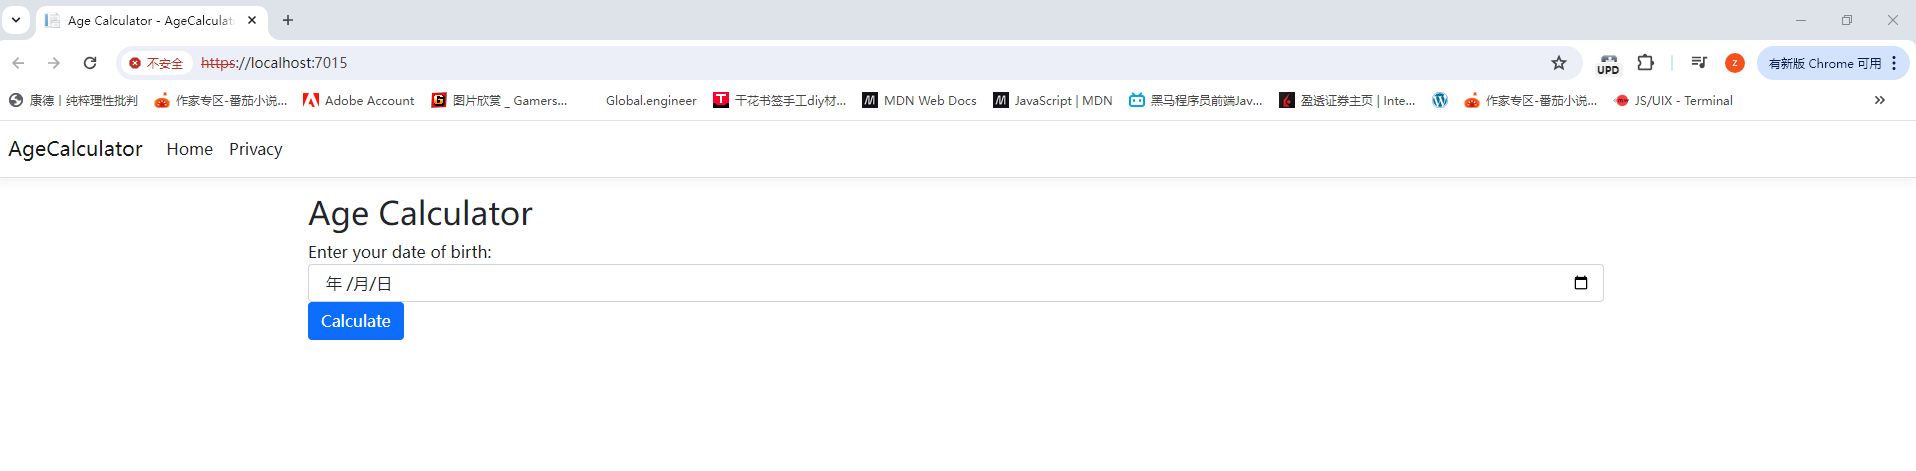 Age Calculator - AgeCalculat
不安全 https://localhost:7015 UPD z 有新版 Chrome 可用
康德丨纯粹理性批判 作家专区-番茄小说... Adobe Account 图片欣赏 _ Gamers... Global.engineer 干花书签手工diy材... MDN Web Docs JavaScript | MDN 黑马程序员前端Jav... 盈透证券主页 | Inte... 作家专区-番茄小说... JS/UIX - Terminal
AgeCalculator Home Privacy
Age Calculator
Enter your date of birth:
年 /月/日
Calculate